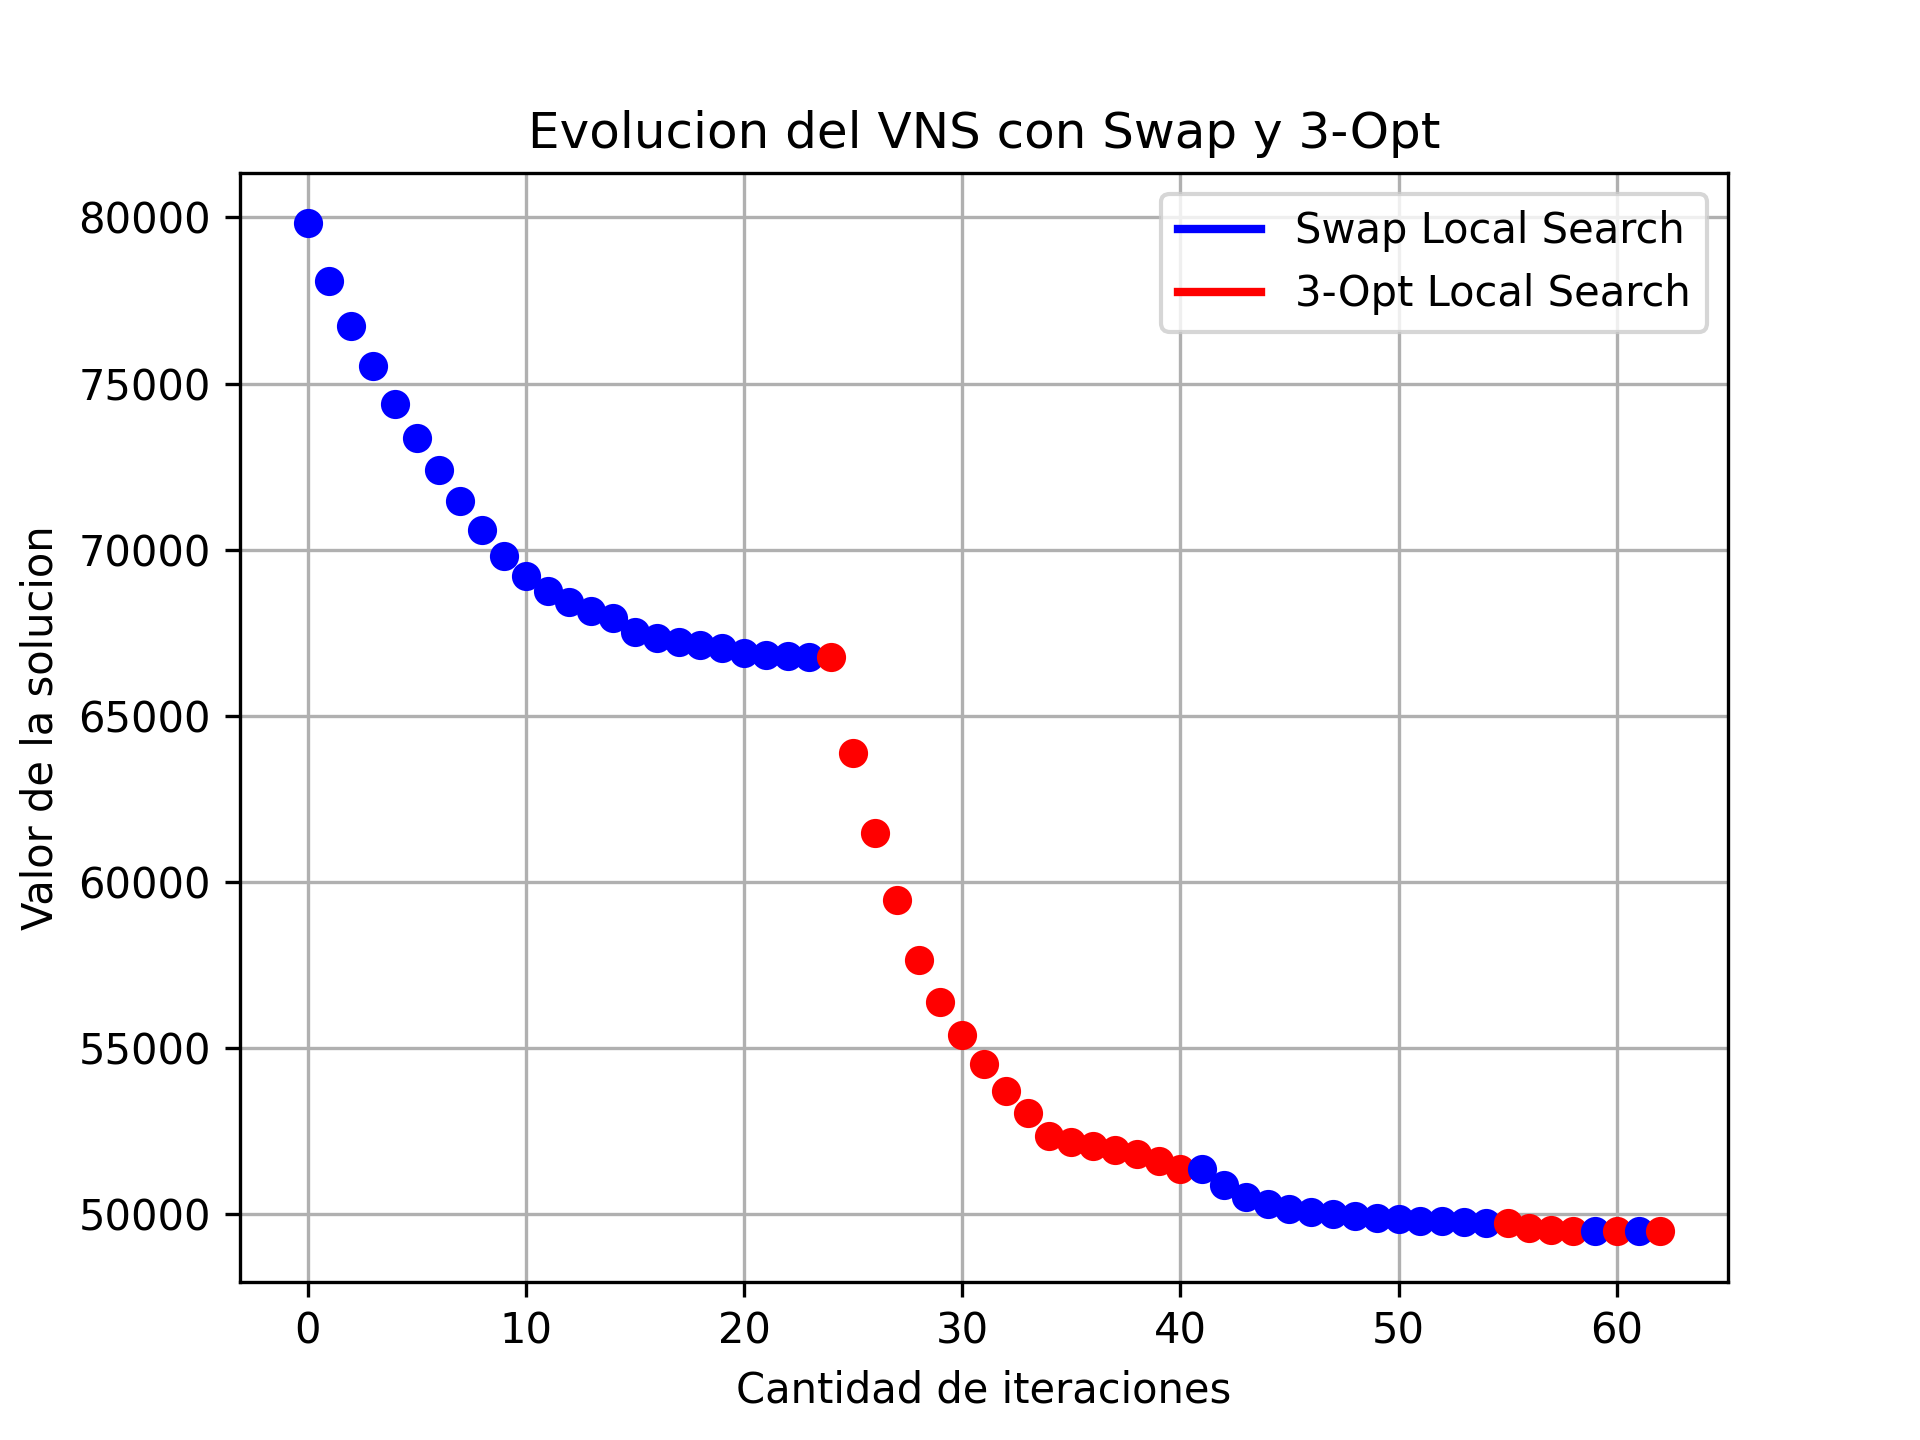 Evolucion del VNS con Swap y 3-Opt
Swap Local Search
3-Opt Local Search
80000
75000
70000
65000
60000
55000
50000
Valor de la solucion
0 10 20 30 40 50 60
Cantidad de iteraciones